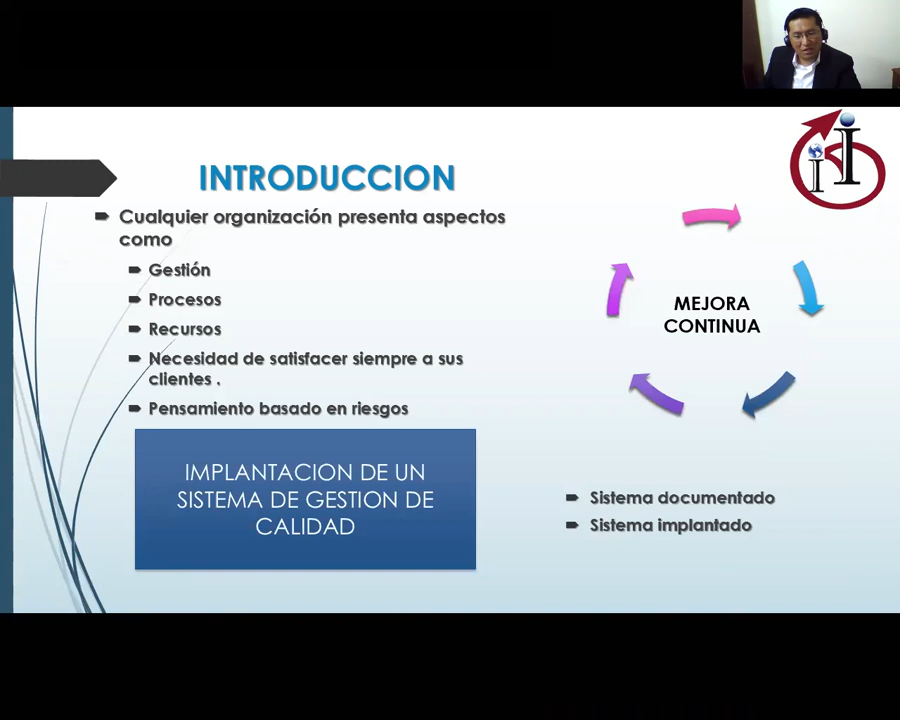 INTRODUCCION
Cualquier organización presenta aspectos
como
Gestión
Procesos
Recursos
Necesidad de satisfacer siempre a sus
clientes .
Pensamiento basado en riesgos
IMPLANTACION DE UN
SISTEMA DE GESTION DE
CALIDAD
MEJORA
CONTINUA
Sistema documentado
Sistema implantado